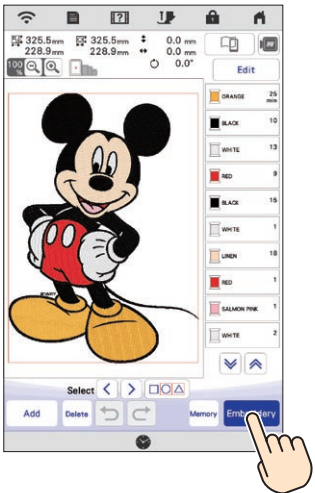 325.5mm 325.5mm 0.0 mm
228.9mm 228.9mm 0.0 mm
100% 0.0°
Edit
ORANGE 25 min
BLACK 10
WHITE 13
RED 9
BLACK 15
WHITE 1
LINEN 18
RED 1
SALMON PINK 1
WHITE 2
Select
Add Delete Memory Embroidery